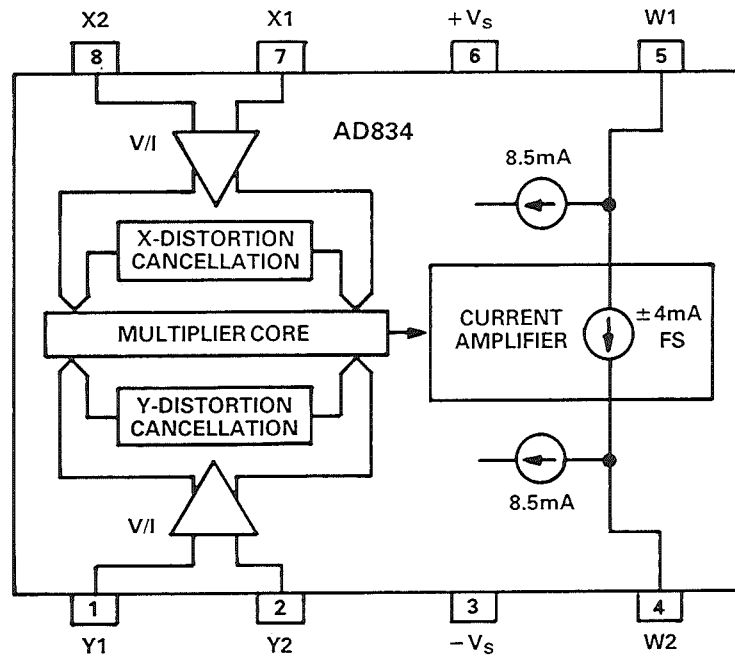 X2 X1 +VS W1
8 7 6 5
V/I AD834
8.5mA
X-DISTORTION
CANCELLATION
MULTIPLIER CORE
CURRENT
AMPLIFIER
±4mA
FS
Y-DISTORTION
CANCELLATION
8.5mA
V/I
1 2 3 4
Y1 Y2 −VS W2